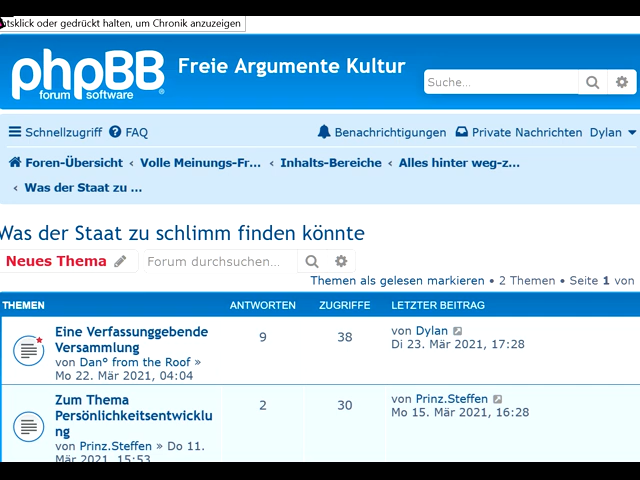 ntsklick oder gedrückt halten, um Chronik anzuzeigen
phpBB
forum software
Freie Argumente Kultur
Suche...
Schnellzugriff FAQ Benachrichtigungen Private Nachrichten Dylan
Foren-Übersicht ‹ Volle Meinungs-Fr... ‹ Inhalts-Bereiche ‹ Alles hinter weg-z...
‹ Was der Staat zu ...
Was der Staat zu schlimm finden könnte
Neues Thema Forum durchsuchen...
Themen als gelesen markieren • 2 Themen • Seite 1 von
THEMEN ANTWORTEN ZUGRIFFE LETZTER BEITRAG
Eine Verfassunggebende
Versammlung
von Dan° from the Roof »
Mo 22. Mär 2021, 04:04
9 38 von Dylan
Di 23. Mär 2021, 17:28
Zum Thema
Persönlichkeitsentwicklu
ng
von Prinz.Steffen » Do 11.
Mär 2021, 15:53
2 30 von Prinz.Steffen
Mo 15. Mär 2021, 16:28